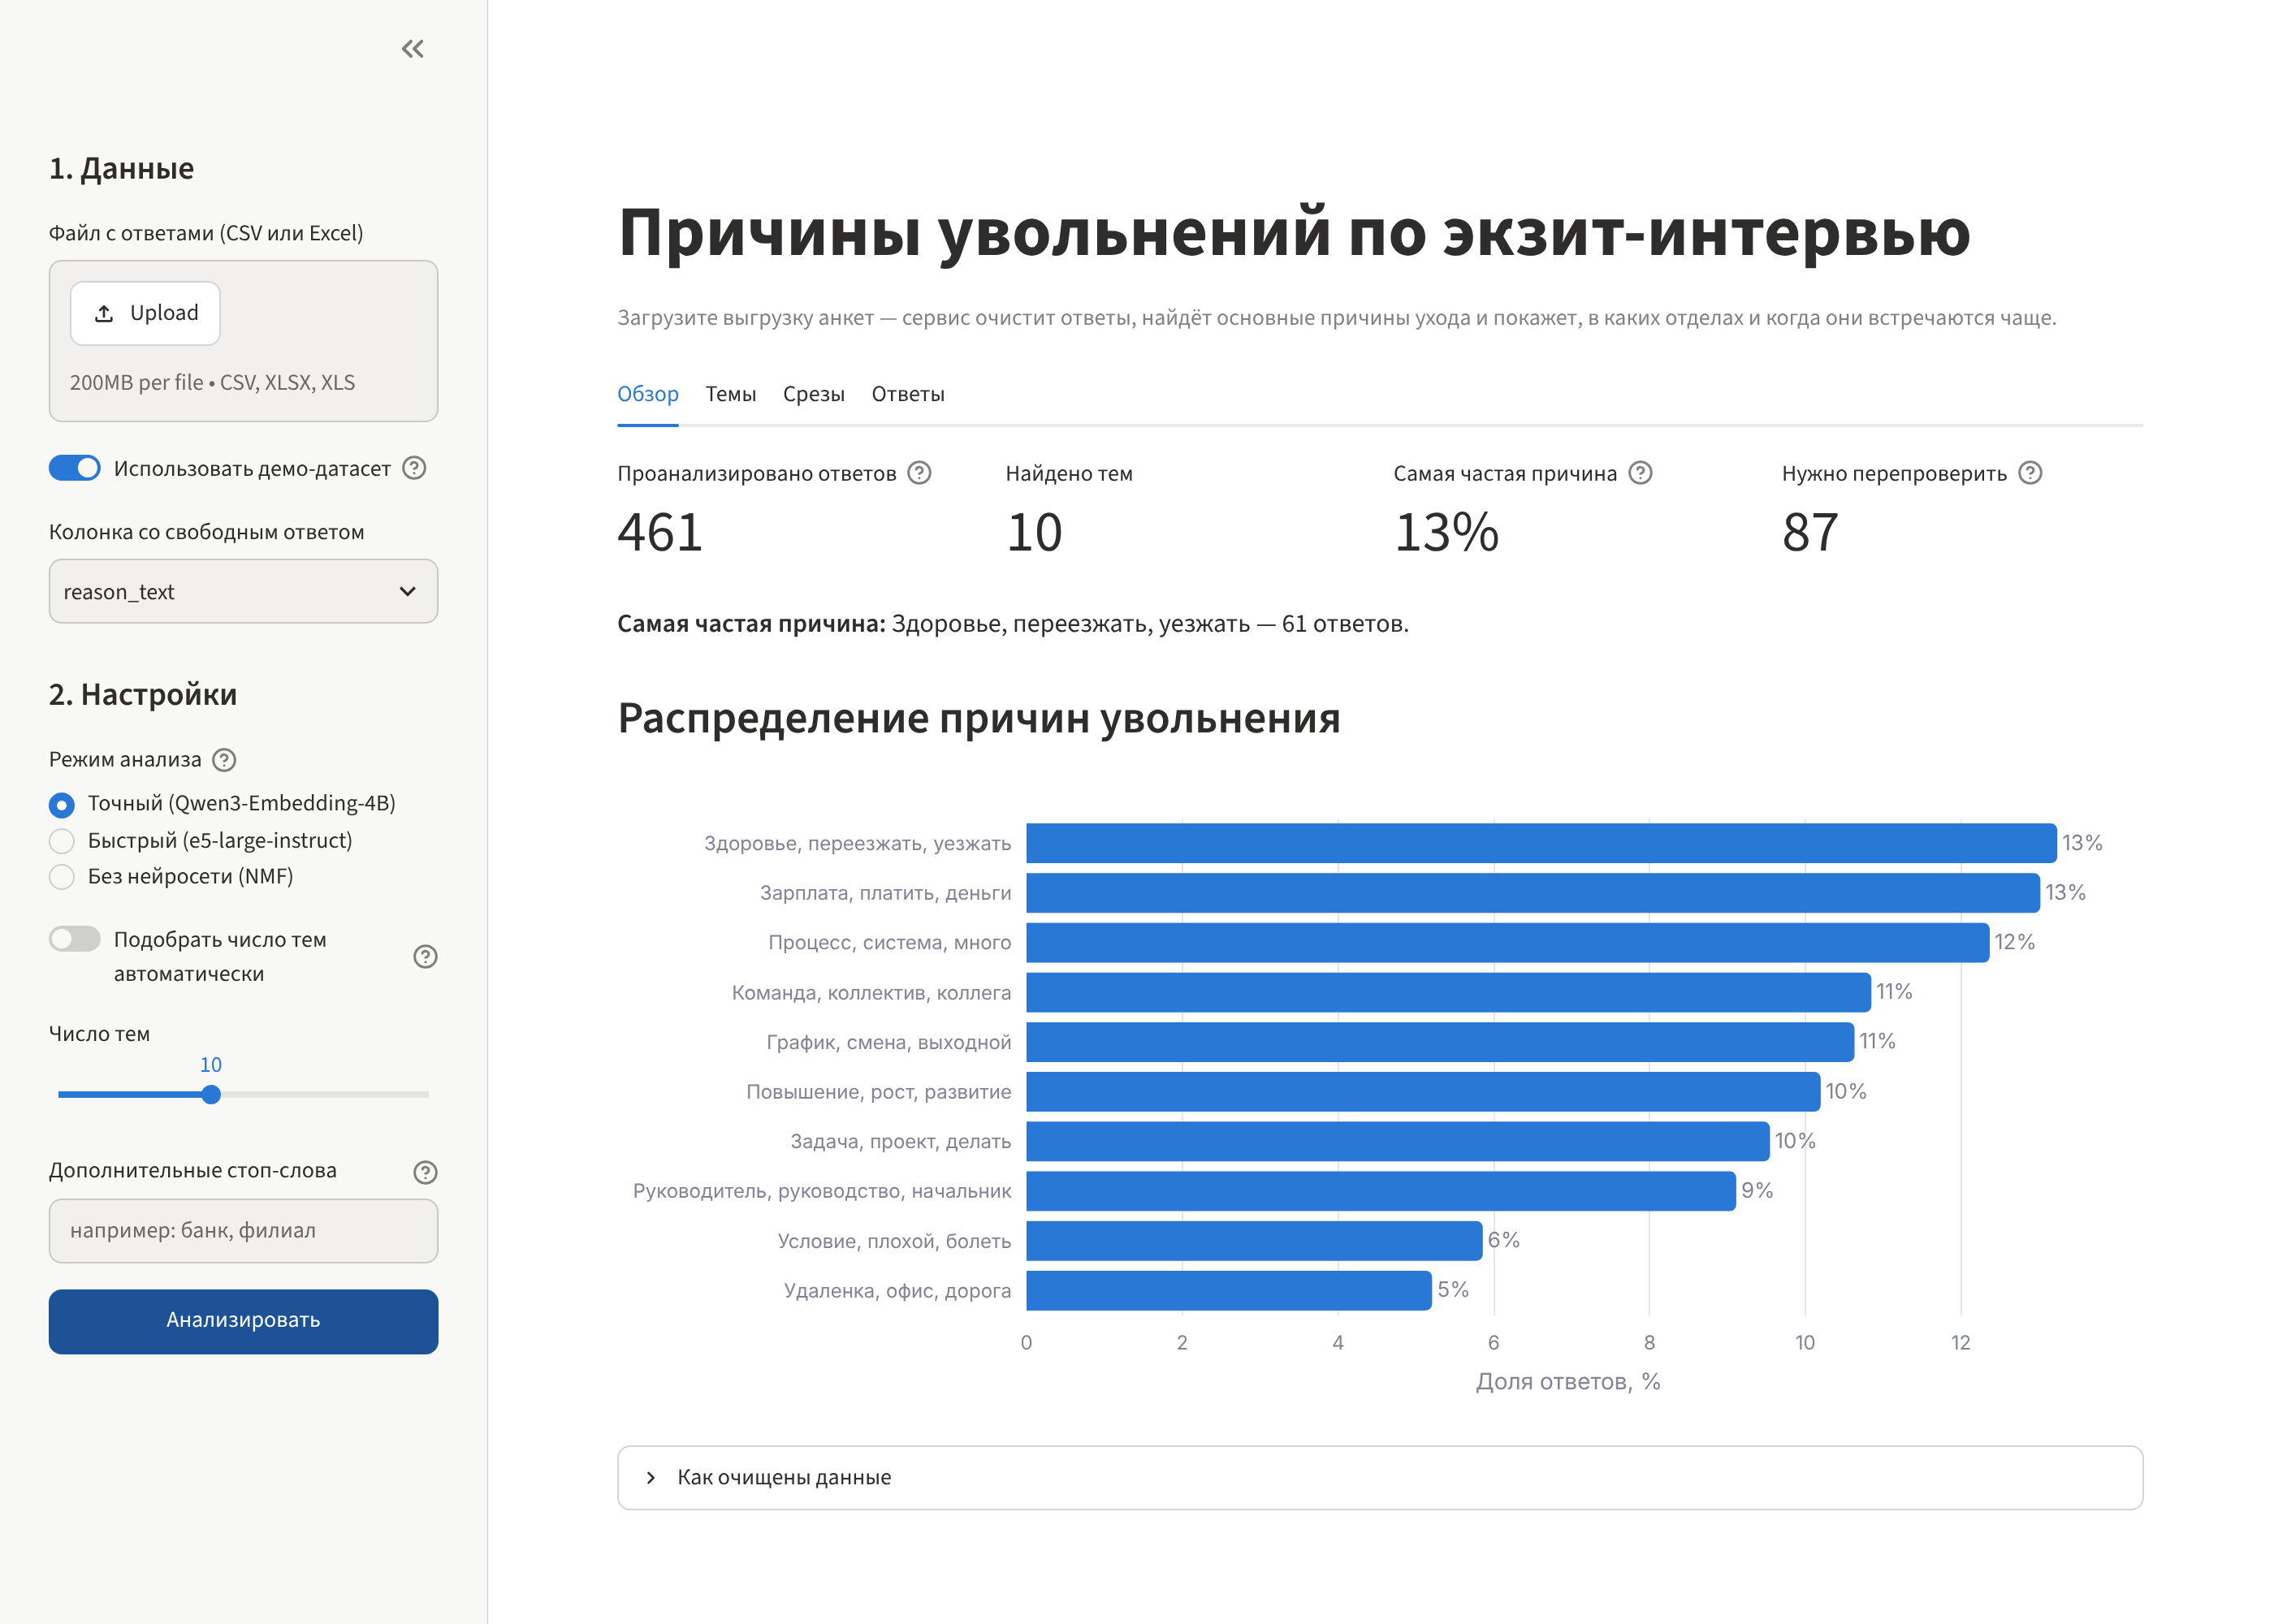 1. Данные
Файл с ответами (CSV или Excel)
Upload
200MB per file • CSV, XLSX, XLS
Использовать демо-датасет
Колонка со свободным ответом
reason_text
2. Настройки
Режим анализа
Точный (Qwen3-Embedding-4B)
Быстрый (e5-large-instruct)
Без нейросети (NMF)
Подобрать число тем
автоматически
Число тем
10
Дополнительные стоп-слова
например: банк, филиал
Анализировать
Причины увольнений по экзит-интервью
Загрузите выгрузку анкет — сервис очистит ответы, найдёт основные причины ухода и покажет, в каких отделах и когда они встречаются чаще.
Обзор Темы Срезы Ответы
Проанализировано ответов Найдено тем Самая частая причина Нужно перепроверить
461 10 13% 87
Самая частая причина: Здоровье, переезжать, уезжать — 61 ответов.
Распределение причин увольнения
Здоровье, переезжать, уезжать 13%
Зарплата, платить, деньги 13%
Процесс, система, много 12%
Команда, коллектив, коллега 11%
График, смена, выходной 11%
Повышение, рост, развитие 10%
Задача, проект, делать 10%
Руководитель, руководство, начальник 9%
Условие, плохой, болеть 6%
Удаленка, офис, дорога 5%
0 2 4 6 8 10 12
Доля ответов, %
Как очищены данные